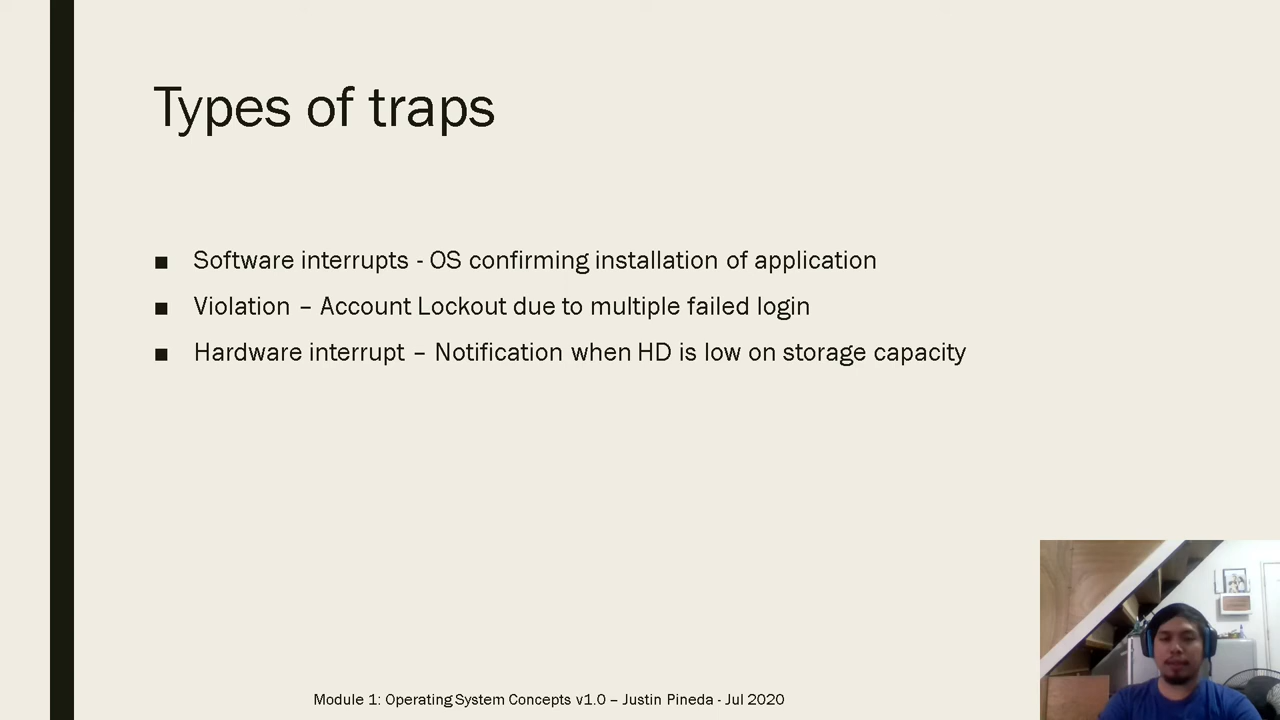 Types of traps
■ Software interrupts - OS confirming installation of application
■ Violation – Account Lockout due to multiple failed login
■ Hardware interrupt – Notification when HD is low on storage capacity
Module 1: Operating System Concepts v1.0 – Justin Pineda - Jul 2020